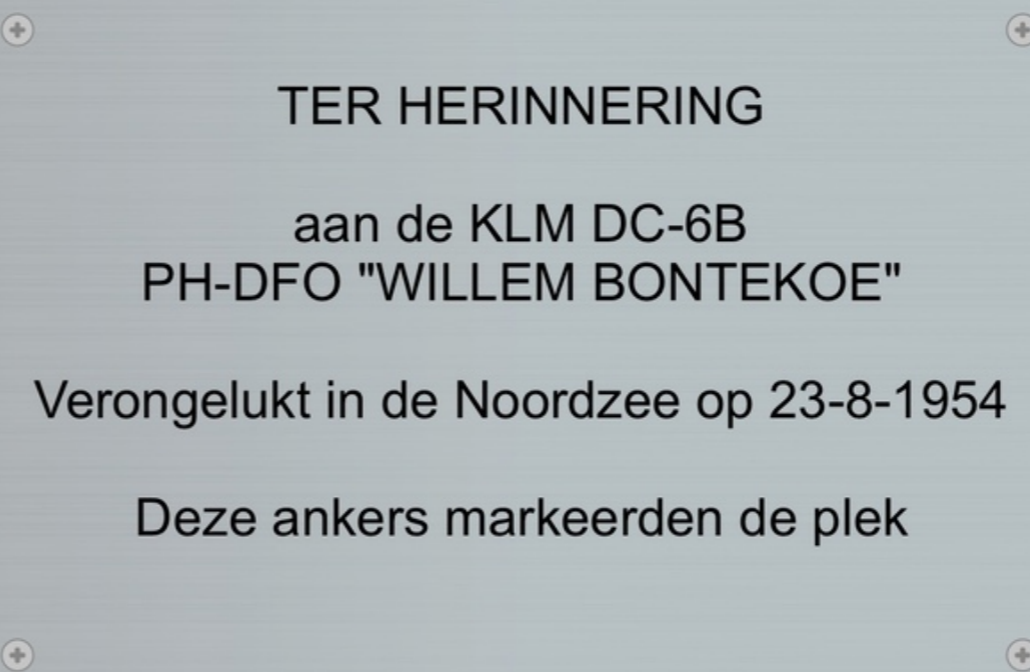 TER HERINNERING
aan de KLM DC-6B
PH-DFO "WILLEM BONTEKOE"
Verongelukt in de Noordzee op 23-8-1954
Deze ankers markeerden de plek